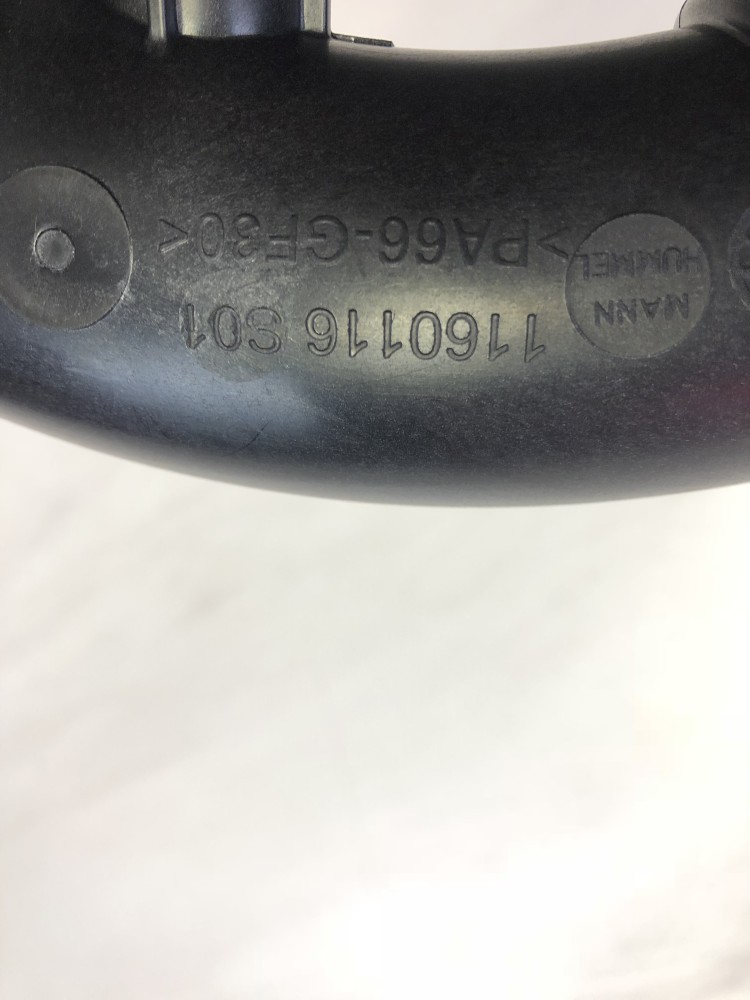 MANN
HUMMEL
1160116 S01
>PA66-GF30<